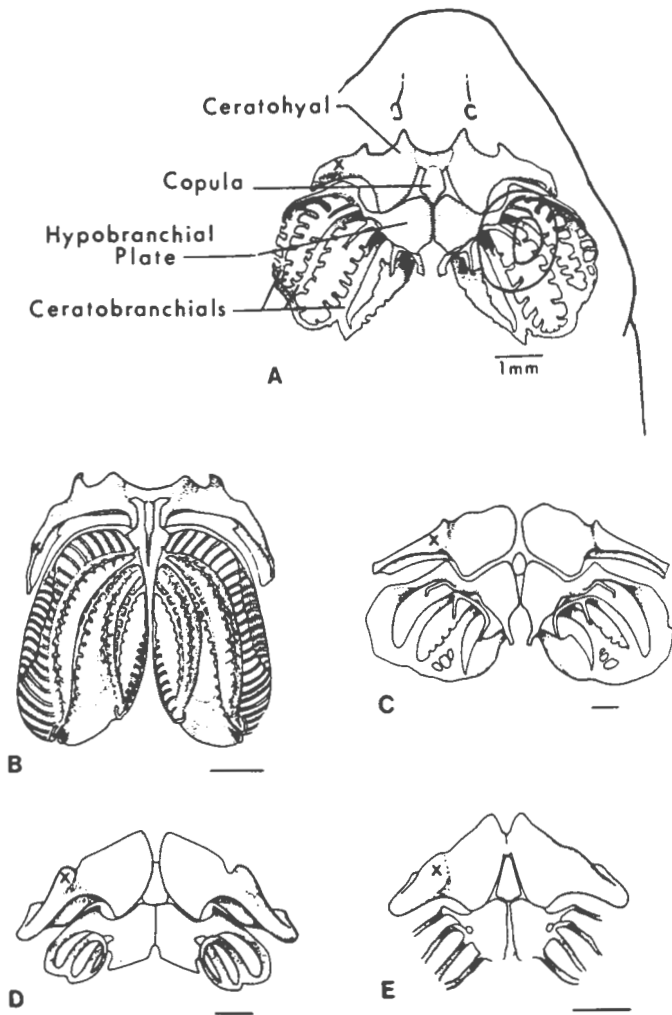 Ceratohyal
x
Copula
Hypobranchial
Plate
Ceratobranchials
1mm
A
x
B
x
C
x
D
x
E